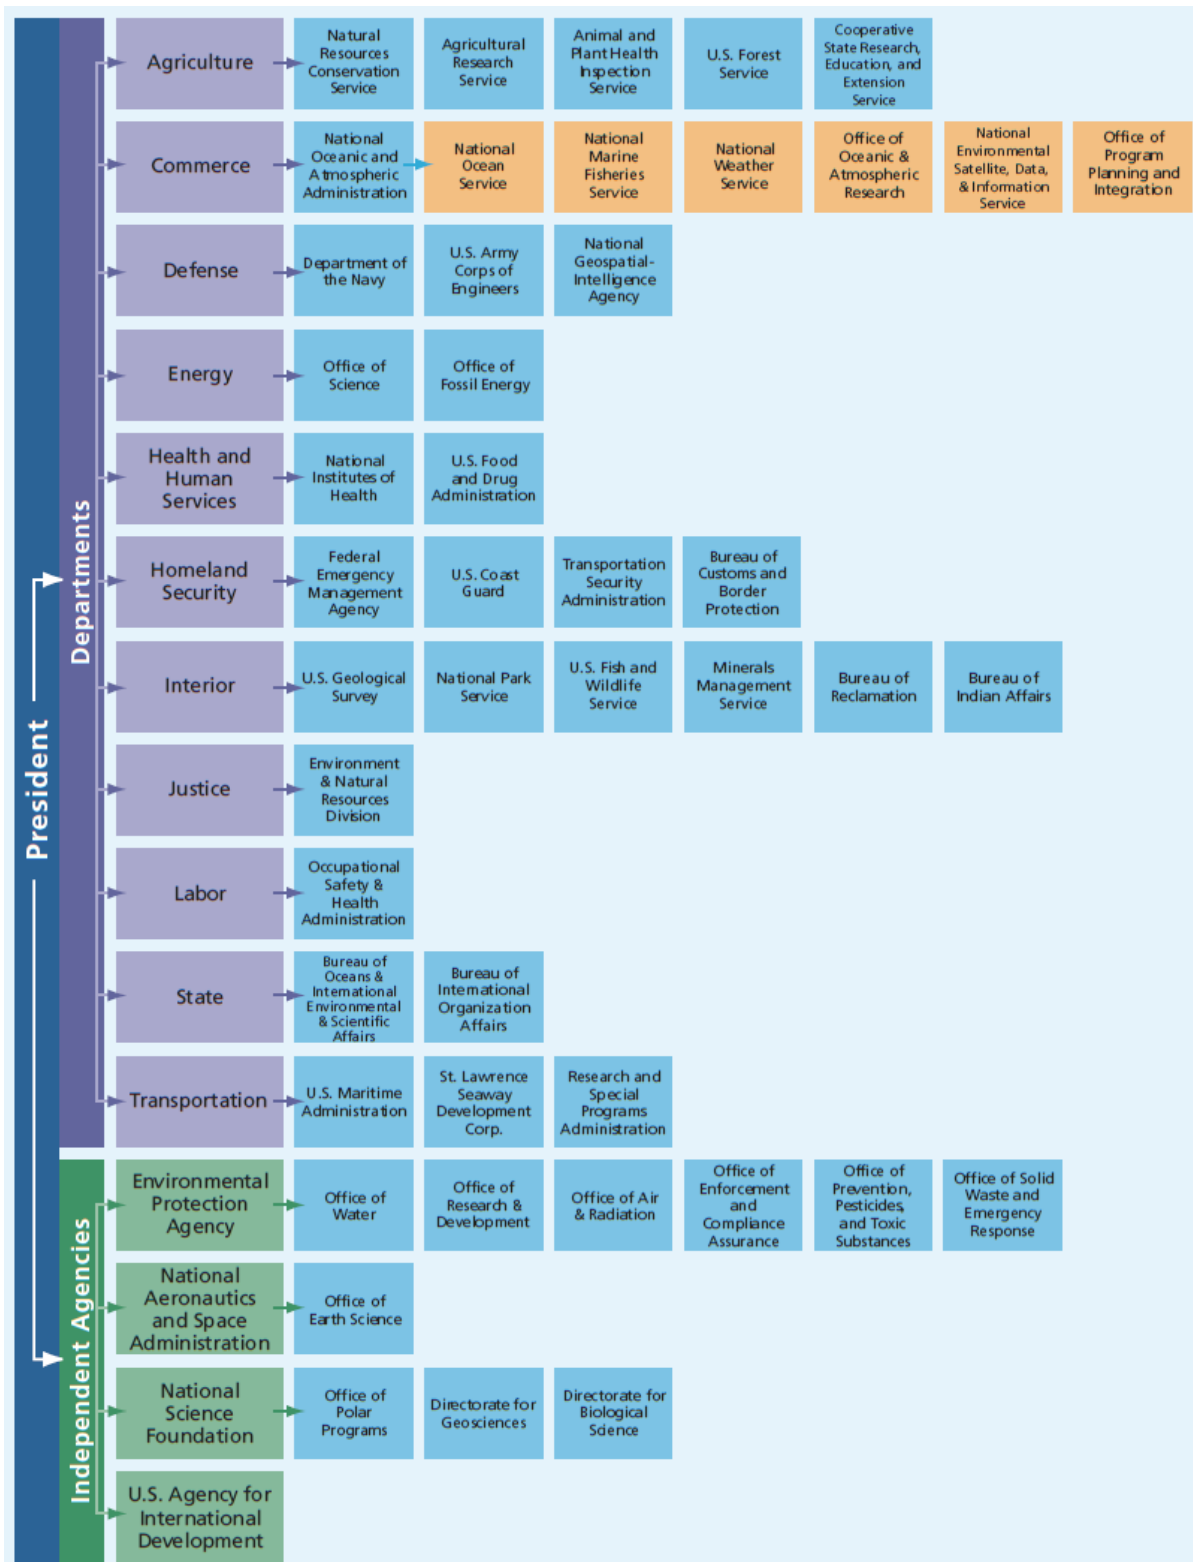 President
Departments
Agriculture
Natural
Resources
Conservation
Service
Agricultural
Research
Service
Animal and
Plant Health
Inspection
Service
U.S. Forest
Service
Cooperative
State Research,
Education, and
Extension
Service
Commerce
National
Oceanic and
Atmospheric
Administration
National
Ocean
Service
National
Marine
Fisheries
Service
National
Weather
Service
Office of
Oceanic &
Atmospheric
Research
National
Environmental
Satellite, Data,
& Information
Service
Office of
Program
Planning and
Integration
Defense
Department of
the Navy
U.S. Army
Corps of
Engineers
National
Geospatial-
Intelligence
Agency
Energy
Office of
Science
Office of
Fossil Energy
Health and
Human
Services
National
Institutes of
Health
U.S. Food
and Drug
Administration
Homeland
Security
Federal
Emergency
Management
Agency
U.S. Coast
Guard
Transportation
Security
Administration
Bureau of
Customs and
Border
Protection
Interior
U.S. Geological
Survey
National Park
Service
U.S. Fish and
Wildlife
Service
Minerals
Management
Service
Bureau of
Reclamation
Bureau of
Indian Affairs
Justice
Environment
& Natural
Resources
Division
Labor
Occupational
Safety &
Health
Administration
State
Bureau of
Oceans &
International
Environmental
& Scientific
Affairs
Bureau of
International
Organization
Affairs
Transportation
U.S. Maritime
Administration
St. Lawrence
Seaway
Development
Corp.
Research and
Special
Programs
Administration
Independent Agencies
Environmental
Protection
Agency
Office of
Water
Office of
Research &
Development
Office of Air
& Radiation
Office of
Enforcement
and
Compliance
Assurance
Office of
Prevention,
Pesticides,
and Toxic
Substances
Office of Solid
Waste and
Emergency
Response
National
Aeronautics
and Space
Administration
Office of
Earth Science
National
Science
Foundation
Office of
Polar
Programs
Directorate for
Geosciences
Directorate for
Biological
Science
U.S. Agency for
International
Development